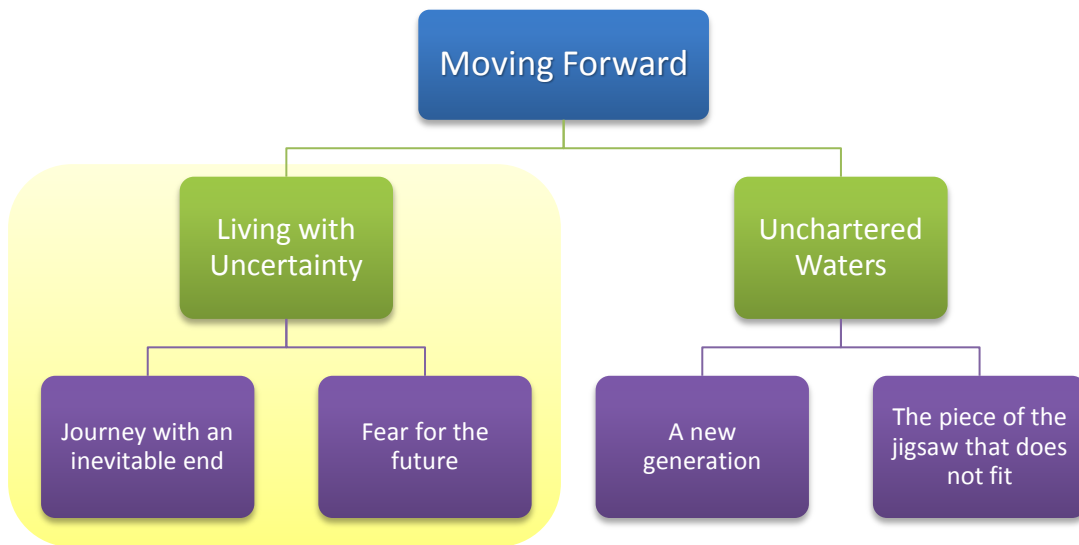 Moving Forward
Living with
Uncertainty
Unchartered
Waters
Journey with an
inevitable end
Fear for the
future
A new
generation
The piece of the
jigsaw that does
not fit